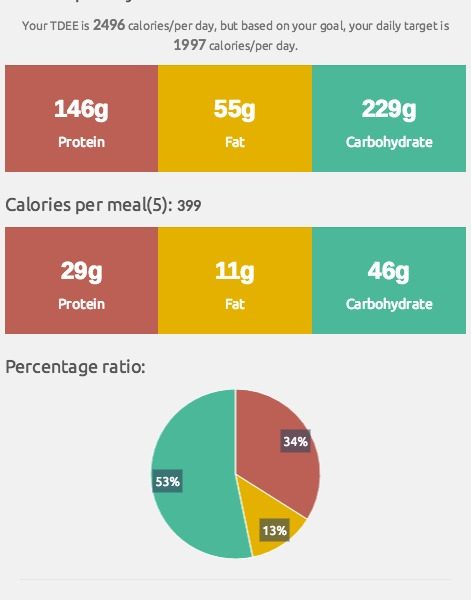 Your TDEE is 2496 calories/per day, but based on your goal, your daily target is
1997 calories/per day.
146g 55g 229g
Protein Fat Carbohydrate
Calories per meal(5): 399
29g 11g 46g
Protein Fat Carbohydrate
Percentage ratio:
34%
53%
13%